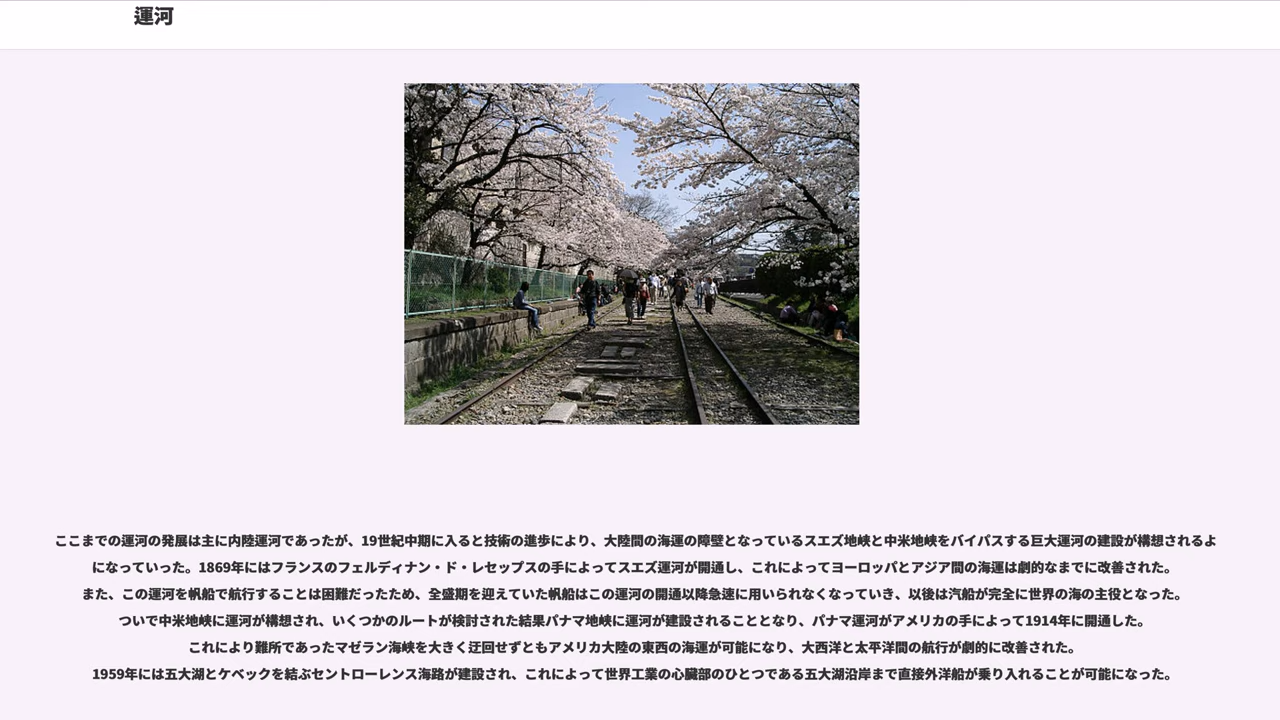 運河
ここまでの運河の発展は主に内陸運河であったが、19世紀中期に入ると技術の進歩により、大陸間の海運の障壁となっているスエズ地峡と中米地峡をバイパスする巨大運河の建設が構想されるよ
になっていった。1869年にはフランスのフェルディナン・ド・レセップスの手によってスエズ運河が開通し、これによってヨーロッパとアジア間の海運は劇的なまでに改善された。
また、この運河を帆船で航行することは困難だったため、全盛期を迎えていた帆船はこの運河の開通以降急速に用いられなくなっていき、以後は汽船が完全に世界の海の主役となった。
ついで中米地峡に運河が構想され、いくつかのルートが検討された結果パナマ地峡に運河が建設されることとなり、パナマ運河がアメリカの手によって1914年に開通した。
これにより難所であったマゼラン海峡を大きく迂回せずともアメリカ大陸の東西の海運が可能になり、大西洋と太平洋間の航行が劇的に改善された。
1959年には五大湖とケベックを結ぶセントローレンス海路が建設され、これによって世界工業の心臓部のひとつである五大湖沿岸まで直接外洋船が乗り入れることが可能になった。